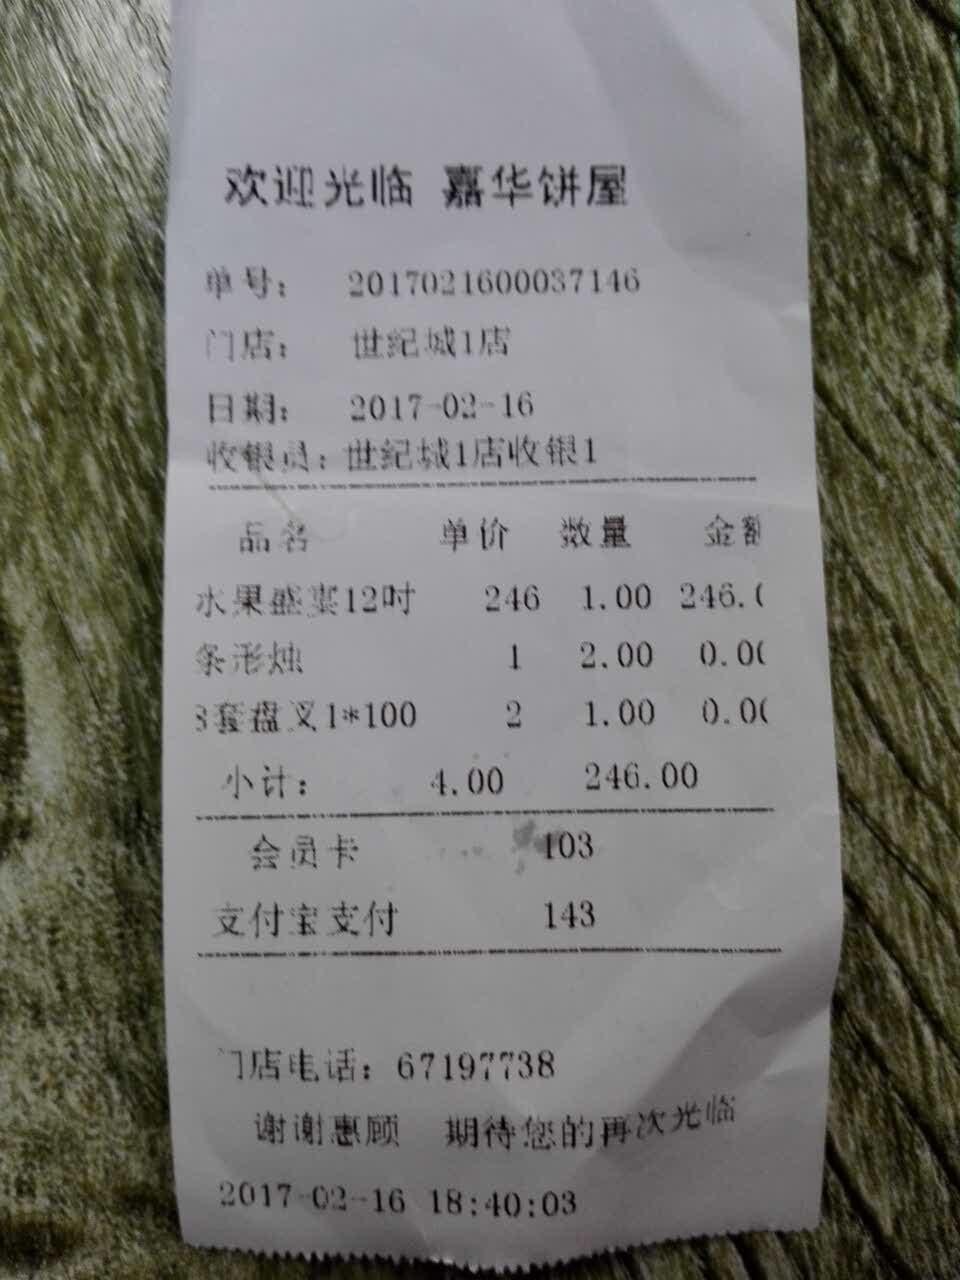 欢迎光临 嘉华饼屋
单号: 2017021600037146
门店: 世纪城1店
日期: 2017-02-16
收银员: 世纪城1店收银1
品名 单价 数量 金额
水果盛宴12吋 246 1.00 246.0
条形烛 1 2.00 0.00
8套盘叉1*100 2 1.00 0.00
小计: 4.00 246.00
会员卡 103
支付宝支付 143
门店电话: 67197738
谢谢惠顾 期待您的再次光临
2017-02-16 18:40:03